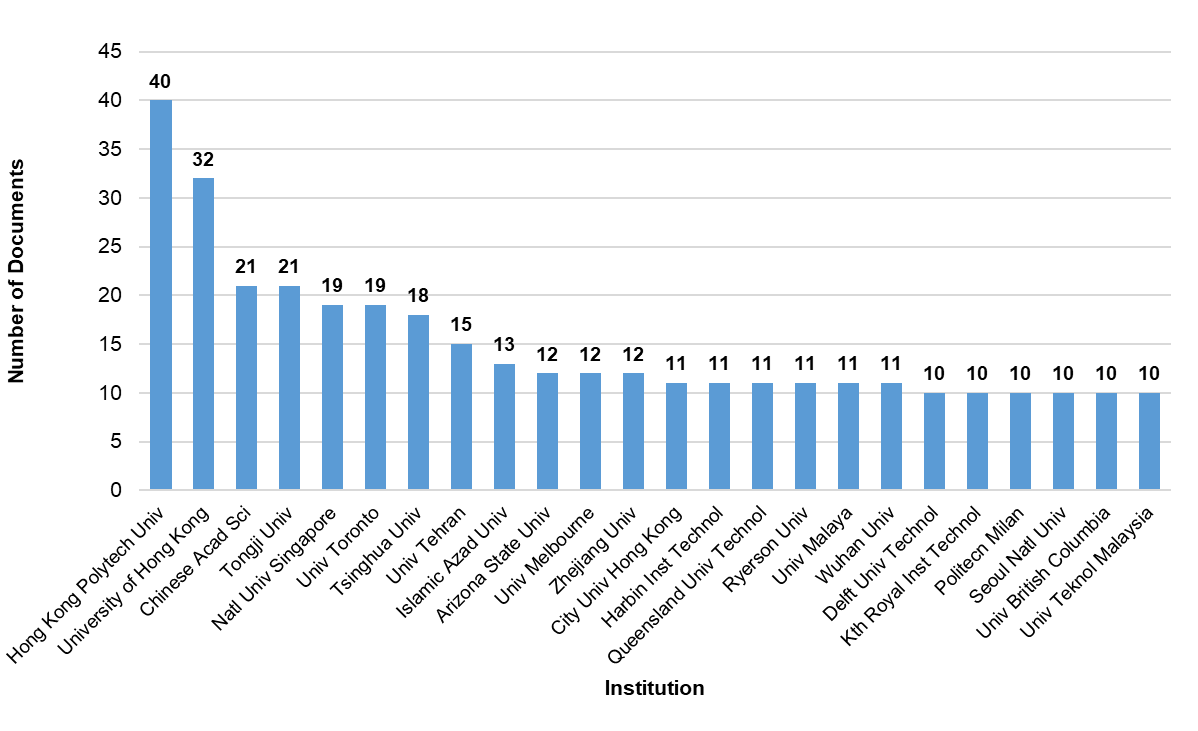 45
40
35
30
25
20
15
10
5
0
Number of Documents
40
32
21
21
19
19
18
15
13
12
12
12
11
11
11
11
11
11
10
10
10
10
10
10
Hong Kong Polytech Univ
University of Hong Kong
Chinese Acad Sci
Tongji Univ
Natl Univ Singapore
Univ Toronto
Tsinghua Univ
Univ Tehran
Islamic Azad Univ
Arizona State Univ
Univ Melbourne
Zhejiang Univ
City Univ Hong Kong
Harbin Inst Technol
Queensland Univ Technol
Ryerson Univ
Univ Malaya
Wuhan Univ
Delft Univ Technol
Kth Royal Inst Technol
Politecn Milan
Seoul Natl Univ
Univ British Columbia
Univ Teknol Malaysia
Institution